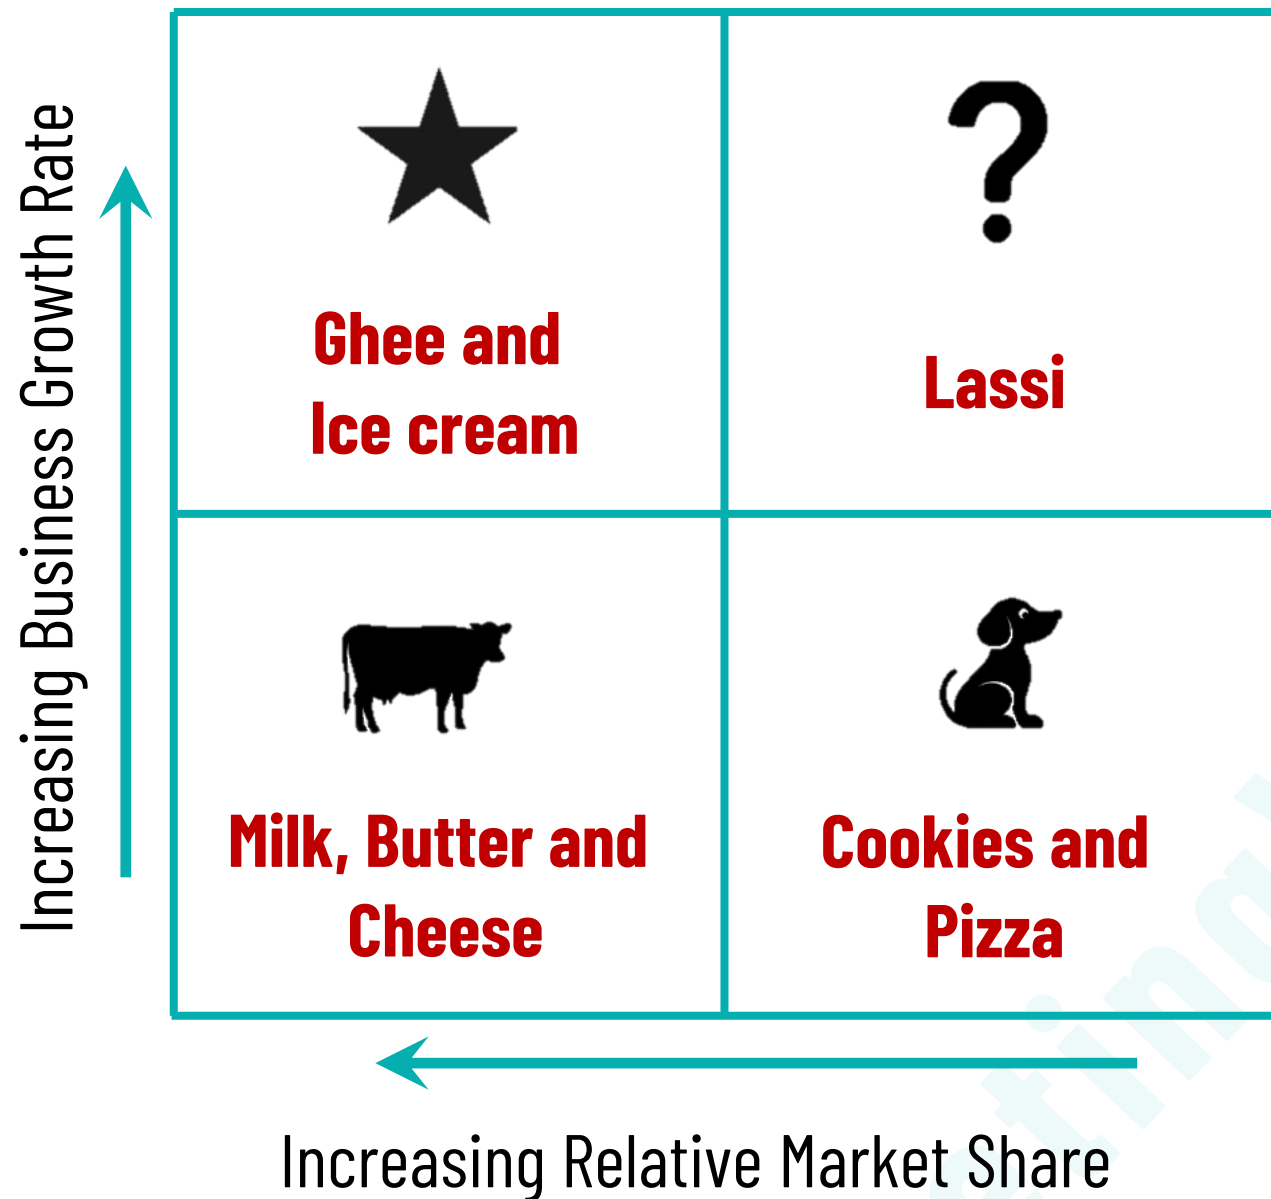 Increasing Business Growth Rate
?
Ghee and
Ice cream
Lassi
Milk, Butter and
Cheese
Cookies and
Pizza
Increasing Relative Market Share